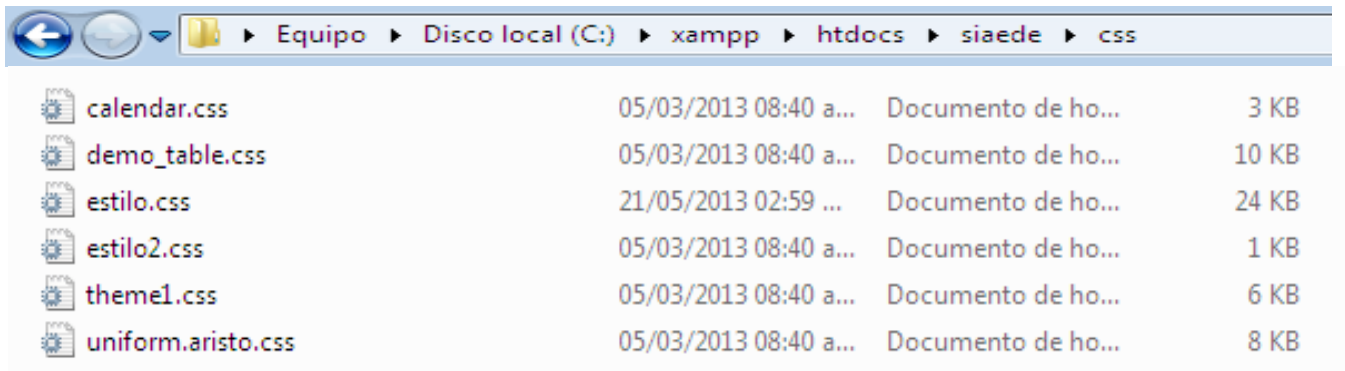 Equipo ▸ Disco local (C:) ▸ xampp ▸ htdocs ▸ siaede ▸ css
calendar.css 05/03/2013 08:40 a... Documento de ho... 3 KB
demo_table.css 05/03/2013 08:40 a... Documento de ho... 10 KB
estilo.css 21/05/2013 02:59 ... Documento de ho... 24 KB
estilo2.css 05/03/2013 08:40 a... Documento de ho... 1 KB
theme1.css 05/03/2013 08:40 a... Documento de ho... 6 KB
uniform.aristo.css 05/03/2013 08:40 a... Documento de ho... 8 KB